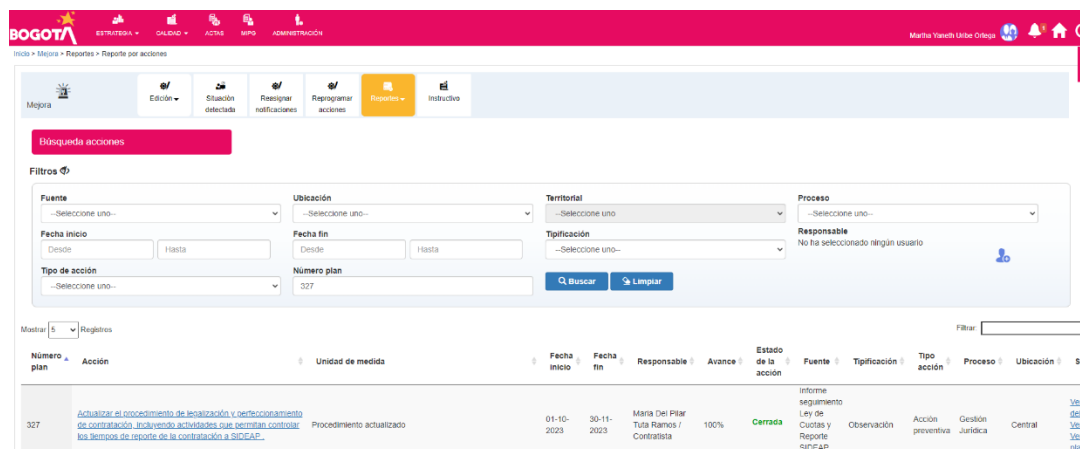 BOGOTÁ
ESTRATEGIA
CALIDAD
ACTAS
MIPG
ADMINISTRACIÓN
Martha Yaneth Uribe Ortega
Inicio > Mejora > Reportes > Reporte por acciones
Mejora
Edición
Situación
detectada
Reasignar
notificaciones
Reprogramar
acciones
Reportes
Instructivo
Búsqueda acciones
Filtros
Fuente
--Seleccione uno--
Ubicación
--Seleccione uno--
Territorial
--Seleccione uno
Proceso
--Seleccione uno--
Fecha inicio
Desde
Hasta
Fecha fin
Desde
Hasta
Tipificación
--Seleccione uno--
Responsable
No ha seleccionado ningún usuario
Tipo de acción
--Seleccione uno--
Número plan
327
Buscar
Limpiar
Mostrar 5 Registros
Filtrar:
Número
plan
Acción
Unidad de medida
Fecha
inicio
Fecha
fin
Responsable
Avance
Estado
de la
acción
Fuente
Tipificación
Tipo
acción
Proceso
Ubicación
327
Actualizar el procedimiento de legalización y perfeccionamiento
de contratación, incluyendo actividades que permitan controlar
los tiempos de reporte de la contratación a SIDEAP .
Procedimiento actualizado
01-10-
2023
30-11-
2023
Maria Del Pilar
Tuta Ramos /
Contratista
100%
Cerrada
Informe
seguimiento
Ley de
Cuotas y
Reporte
SIDEAP
Observación
Acción
preventiva
Gestión
Jurídica
Central